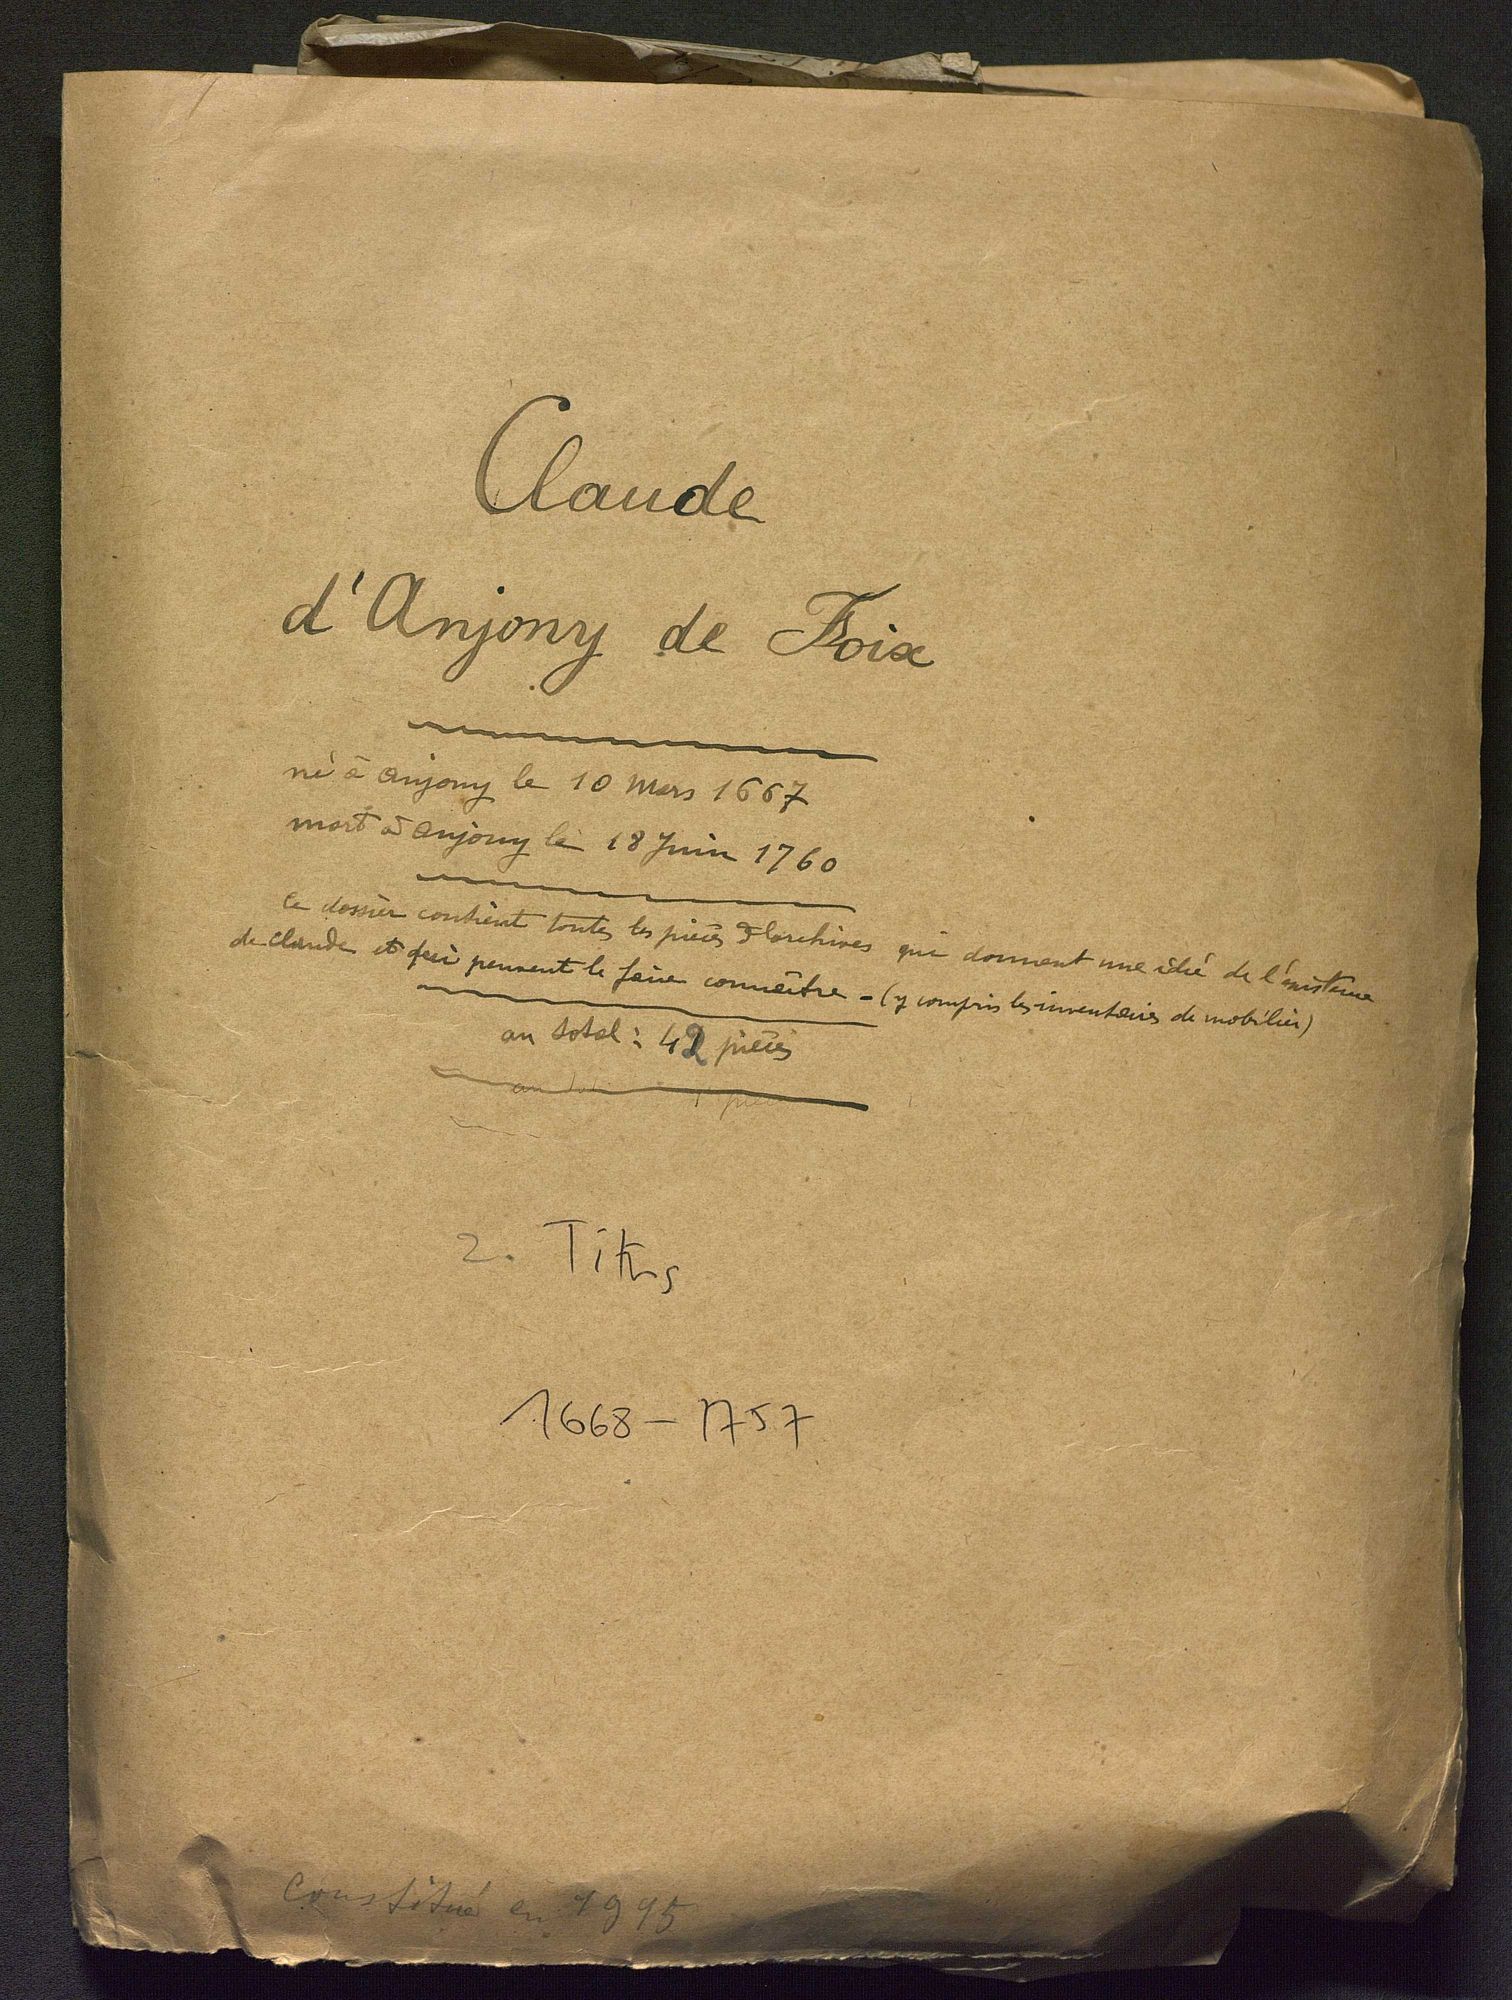 Claude
d'Anjony de Foix
né à anjony le 10 Mars 1667
mort à anjony le 18 Juin 1760
ce dossier contient toutes les pièces d'archives qui donnent une idée de l'existence
de claude et qui peuvent le faire connaître - (y compris les inventaires de mobilier)
au total : 42 pièces
au
2. Titres
1668 - 1757
Constitué en 1995